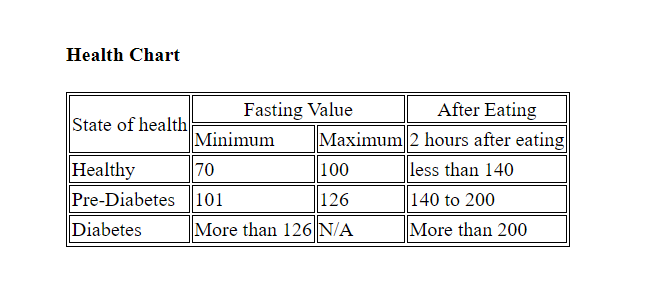 Health Chart
State of health Fasting Value After Eating
Minimum Maximum 2 hours after eating
Healthy 70 100 less than 140
Pre-Diabetes 101 126 140 to 200
Diabetes More than 126 N/A More than 200